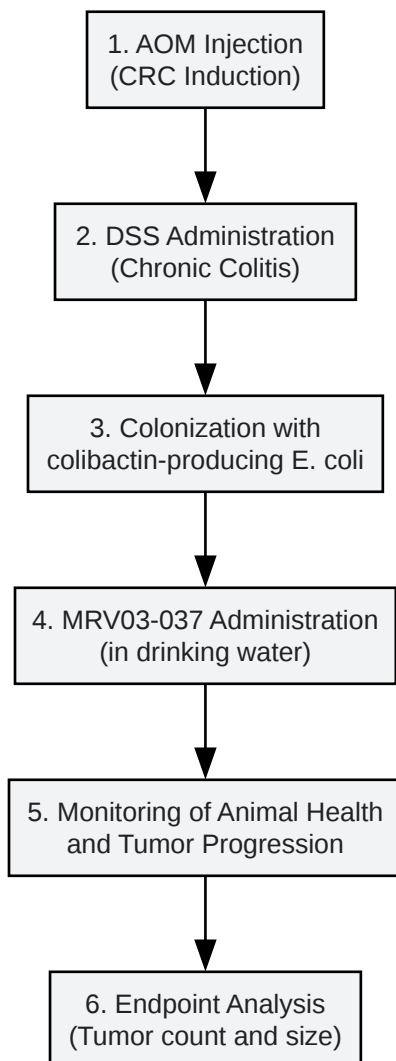 1. AOM Injection
(CRC Induction)
2. DSS Administration
(Chronic Colitis)
3. Colonization with
colibactin-producing E. coli
4. MRV03-037 Administration
(in drinking water)
5. Monitoring of Animal Health
and Tumor Progression
6. Endpoint Analysis
(Tumor count and size)